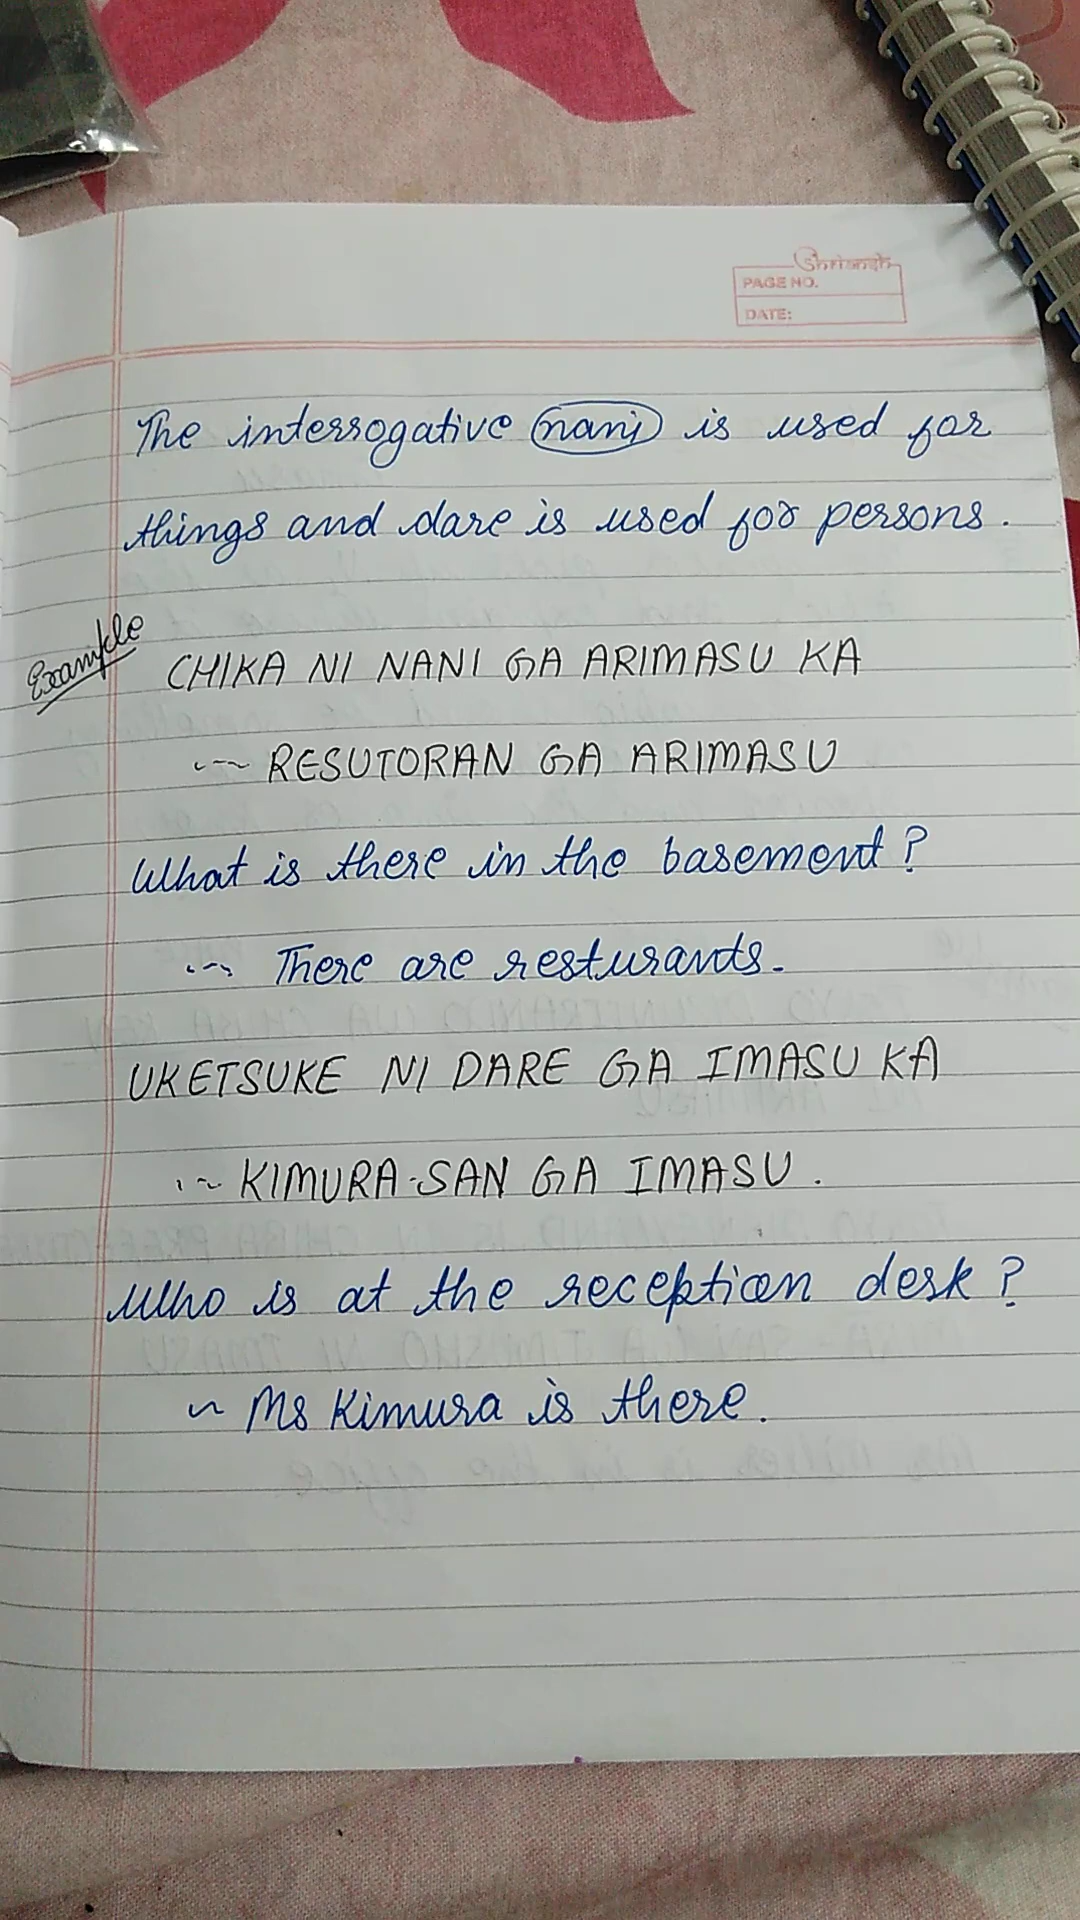 Shriansh
PAGE NO.
DATE:
The interrogative nani is used for
things and dare is used for persons.
Example
CHIKA NI NANI GA ARIMASU KA
~ RESUTORAN GA ARIMASU
What is there in the basement?
~ There are resturants.
UKETSUKE NI DARE GA IMASU KA
~ KIMURA-SAN GA IMASU.
Who is at the reception desk?
~ Ms Kimura is there.